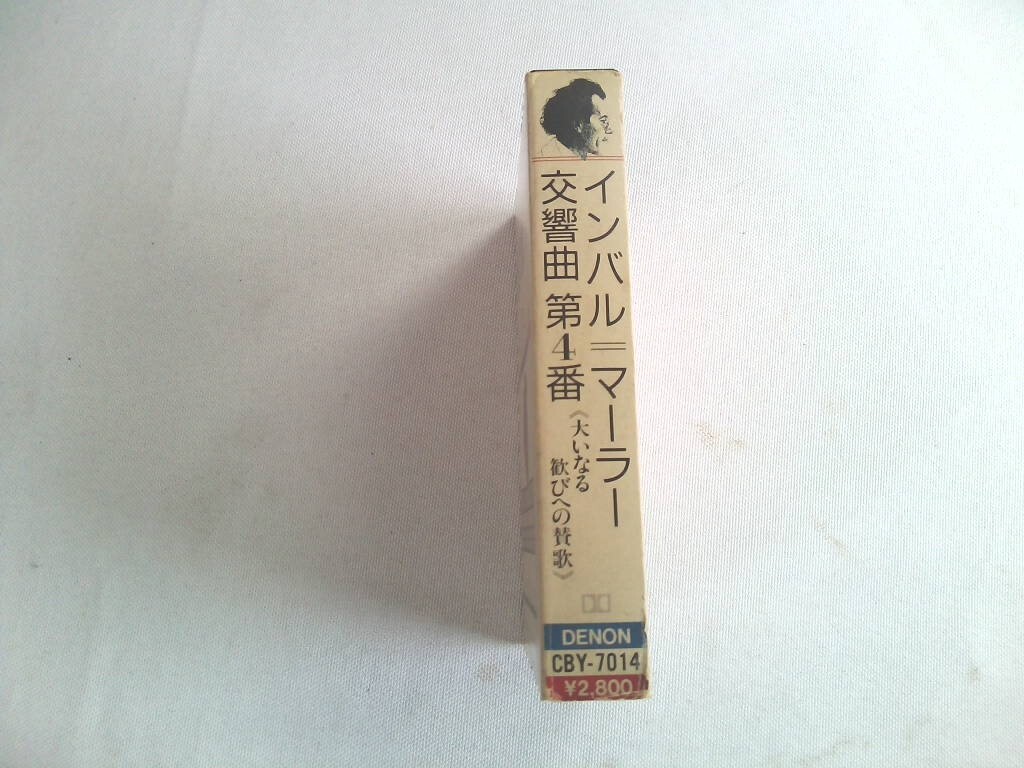 インバル=マーラー
交響曲 第4番
《大いなる
歓びへの賛歌》
DENON
CBY-7014
¥2,800